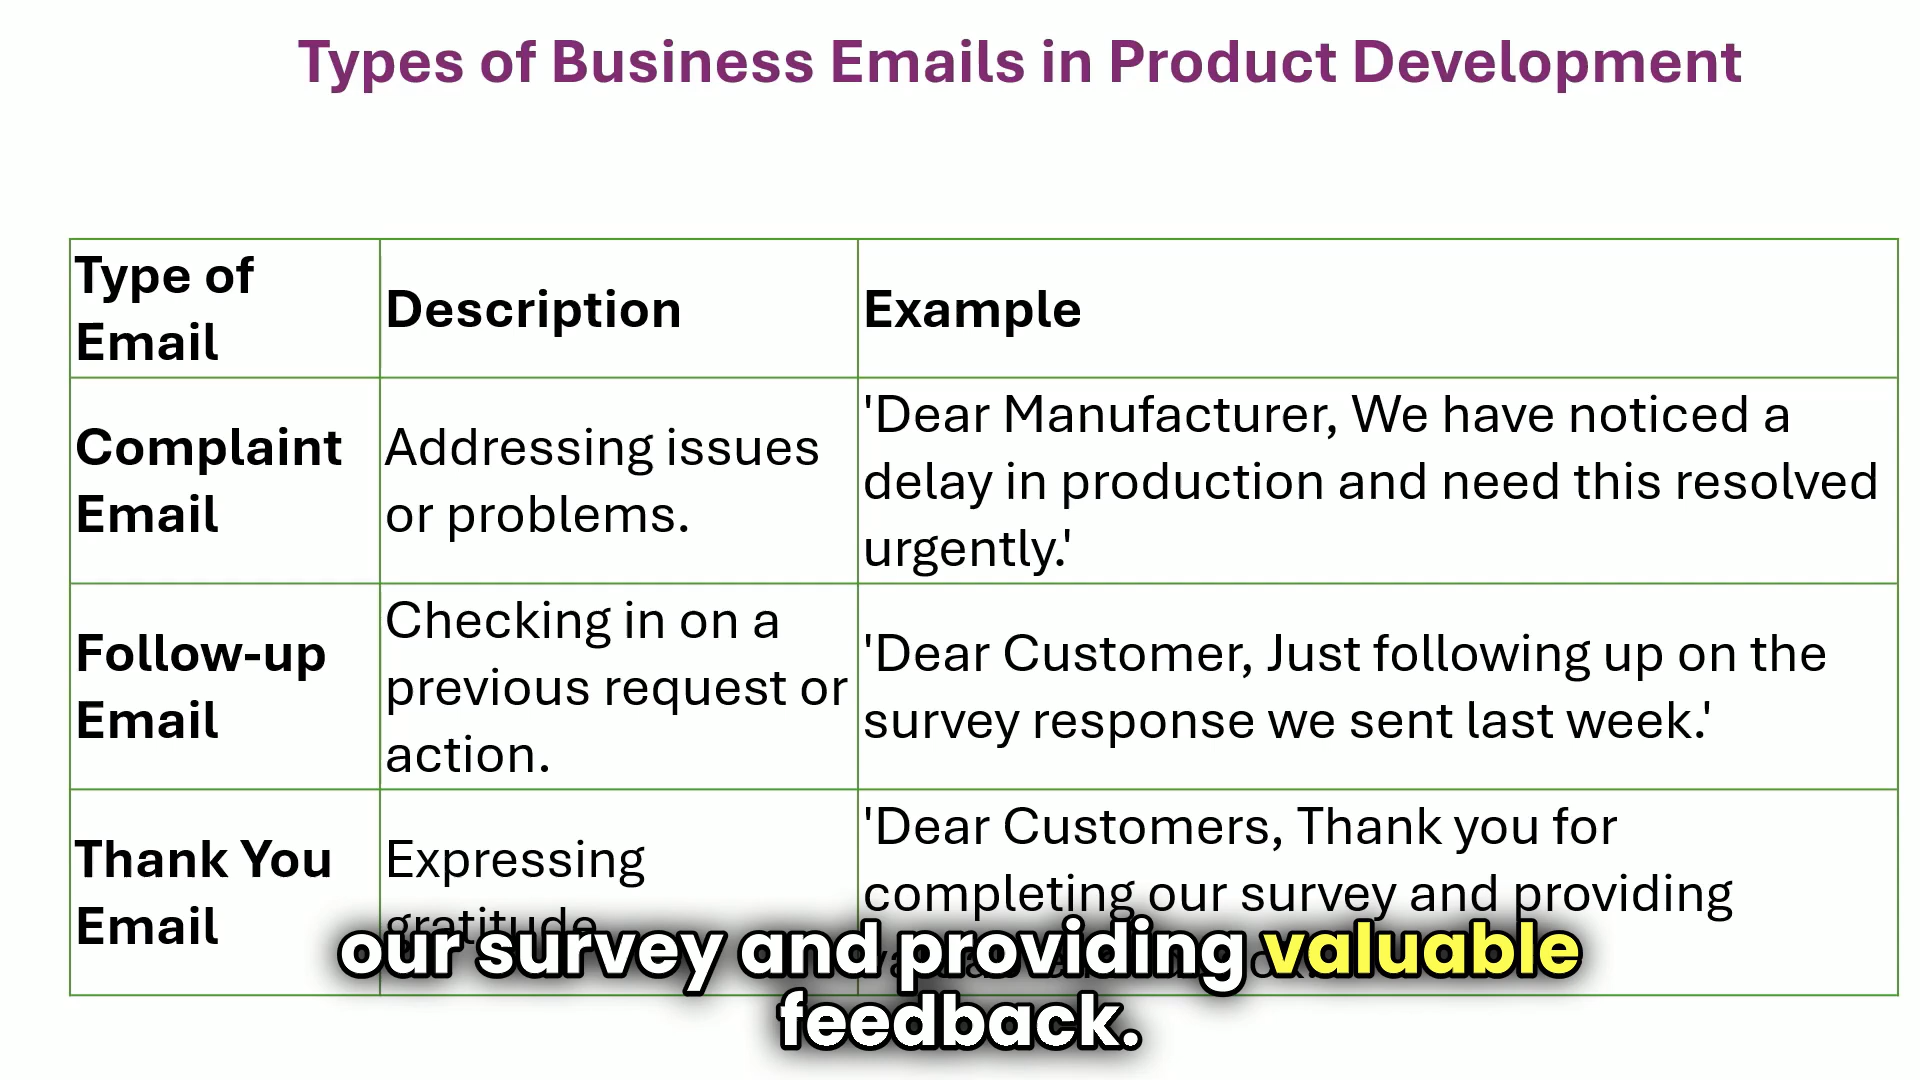 Types of Business Emails in Product Development
Type of
Email
Description
Example
Complaint
Email
Addressing issues
or problems.
'Dear Manufacturer, We have noticed a
delay in production and need this resolved
urgently.'
Follow-up
Email
Checking in on a
previous request or
action.
'Dear Customer, Just following up on the
survey response we sent last week.'
Thank You
Email
Expressing
gratitude
'Dear Customers, Thank you for
completing our survey and providing
our survey and providing valuable
feedback.